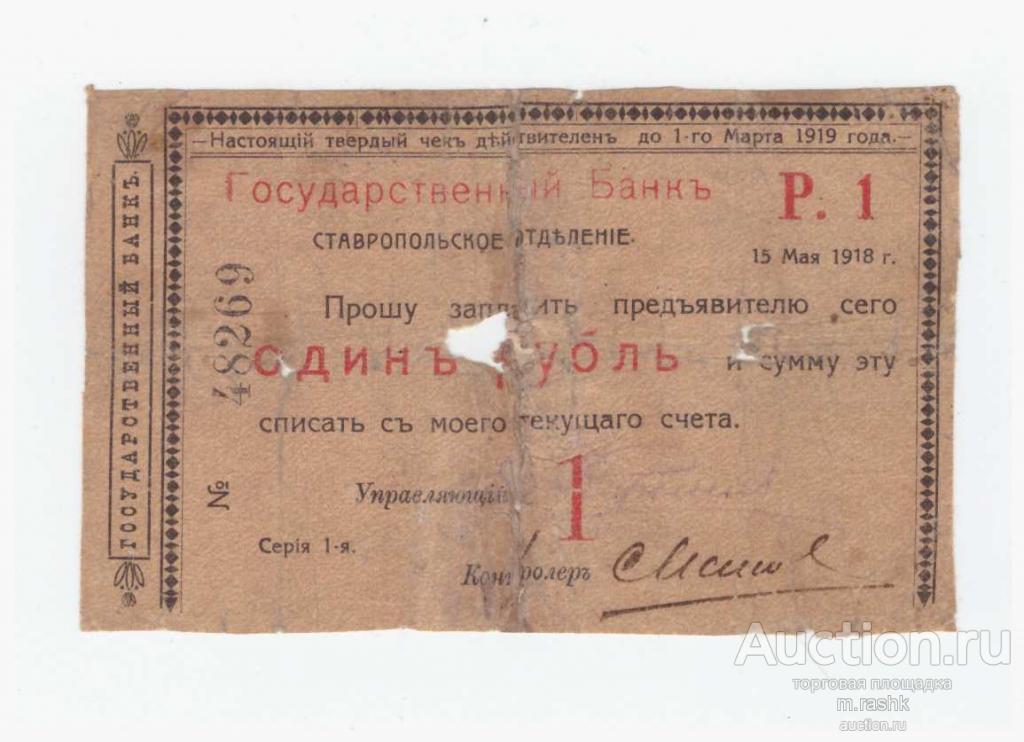 Настоящій твердый чекъ дѣйствителенъ до 1-го Марта 1919 года.
Государственный Банкъ
Р. 1
СТАВРОПОЛЬСКОЕ ОТДѢЛЕНІЕ.
15 Мая 1918 г.
Прошу заплатить предъявителю сего
ОДИНЪ РУБЛЬ и сумму эту
списать съ моего текущаго счета.
Управляющій
1
Серія 1-я.
Контролеръ
№ 48269
ГОСУДАРСТВЕННЫЙ БАНКЪ.
Auction.ru
торговая площадка
m.rashk
auction.ru